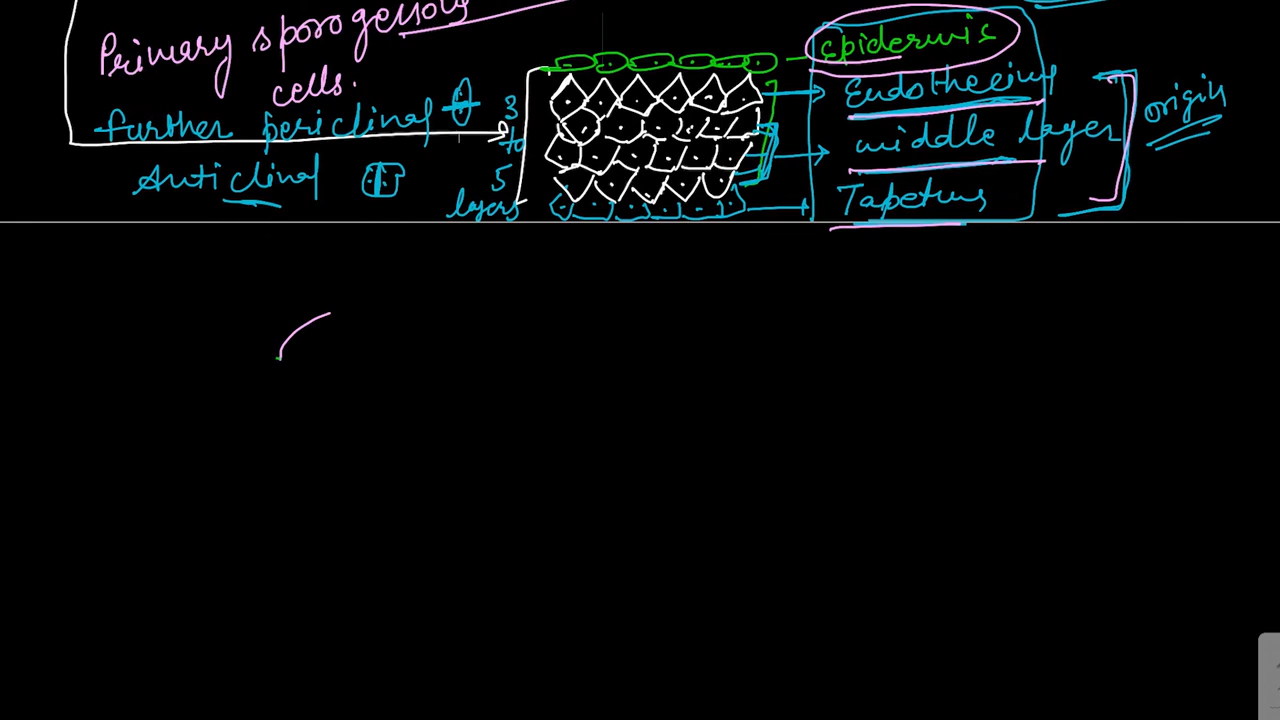 Primary sporogenous
cells.
further periclinal
Anticlinal
3
to
5
layers
epidermis
Endothecium
middle layer
Tapetum
origin